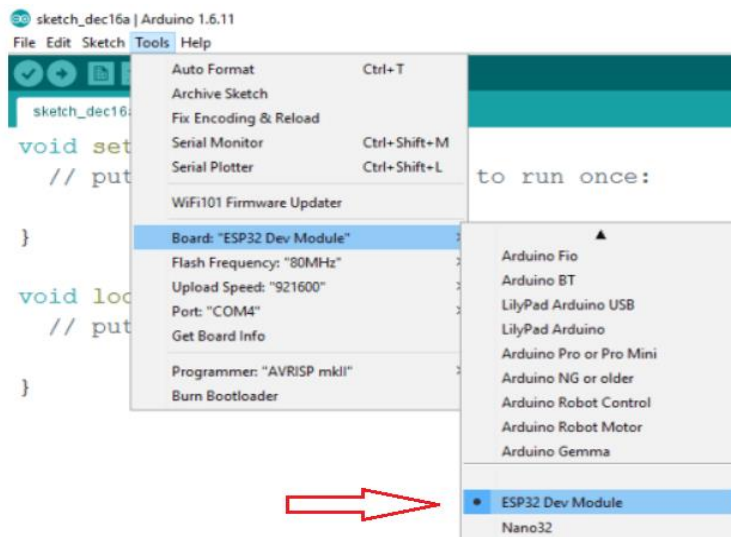 sketch_dec16a | Arduino 1.6.11
File Edit Sketch Tools Help
Auto Format Ctrl+T
Archive Sketch
Fix Encoding & Reload
Serial Monitor Ctrl+Shift+M
Serial Plotter Ctrl+Shift+L
WiFi101 Firmware Updater
Board: "ESP32 Dev Module"
Flash Frequency: "80MHz"
Upload Speed: "921600"
Port: "COM4"
Get Board Info
Programmer: "AVRISP mkII"
Burn Bootloader
sketch_dec16a
void set
// put to run once:
}
void loo
// put
}
Arduino Fio
Arduino BT
LilyPad Arduino USB
LilyPad Arduino
Arduino Pro or Pro Mini
Arduino NG or older
Arduino Robot Control
Arduino Robot Motor
Arduino Gemma
ESP32 Dev Module
Nano32